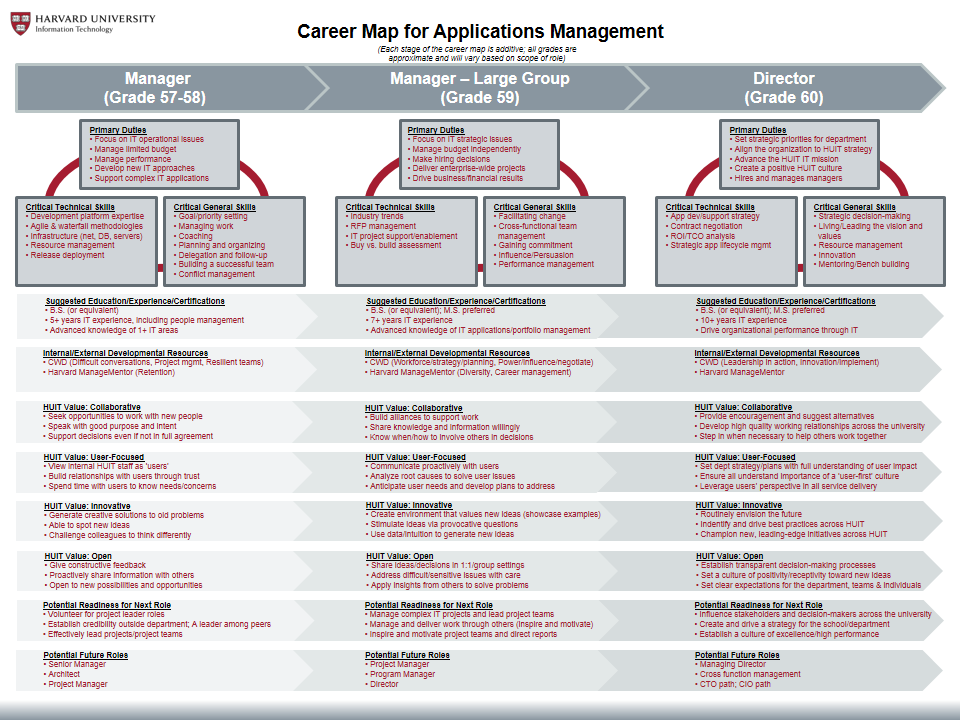 HARVARD UNIVERSITY
Information Technology
Career Map for Applications Management
(Each stage of the career map is additive; all grades are
approximate and will vary based on scope of role)
Manager
(Grade 57-58)
Manager – Large Group
(Grade 59)
Director
(Grade 60)
Primary Duties
• Focus on IT operational issues
• Manage limited budget
• Manage performance
• Develop new IT approaches
• Support complex IT applications
Critical Technical Skills
• Development platform expertise
• Agile & waterfall methodologies
• Infrastructure (net, DB, servers)
• Resource management
• Release deployment
Critical General Skills
• Goal/priority setting
• Managing work
• Coaching
• Planning and organizing
• Delegation and follow-up
• Building a successful team
• Conflict management
Primary Duties
• Focus on IT strategic issues
• Manage budget independently
• Make hiring decisions
• Deliver enterprise-wide projects
• Drive business/financial results
Critical Technical Skills
• Industry trends
• RFP management
• IT project support/enablement
• Buy vs. build assessment
Critical General Skills
• Facilitating change
• Cross-functional team
management
• Gaining commitment
• Influence/Persuasion
• Performance management
Primary Duties
• Set strategic priorities for department
• Align the organization to HUIT strategy
• Advance the HUIT IT mission
• Create a positive HUIT culture
• Hires and manages managers
Critical Technical Skills
• App dev/support strategy
• Contract negotiation
• ROI/TCO analysis
• Strategic app lifecycle mgmt
Critical General Skills
• Strategic decision-making
• Living/Leading the vision and
values
• Resource management
• Innovation
• Mentoring/Bench building
Suggested Education/Experience/Certifications
• B.S. (or equivalent)
• 5+ years IT experience, including people management
• Advanced knowledge of 1+ IT areas
Suggested Education/Experience/Certifications
• B.S. (or equivalent); M.S. preferred
• 7+ years IT experience
• Advanced knowledge of IT applications/portfolio management
Suggested Education/Experience/Certifications
• B.S. (or equivalent); M.S. preferred
• 10+ years IT experience
• Drive organizational performance through IT
Internal/External Developmental Resources
• CWD (Difficult conversations, Project mgmt, Resilient teams)
• Harvard ManageMentor (Retention)
Internal/External Developmental Resources
• CWD (Workforce/strategy/planning, Power/influence/negotiate)
• Harvard ManageMentor (Diversity, Career management)
Internal/External Developmental Resources
• CWD (Leadership in action, Innovation/implement)
• Harvard ManageMentor
HUIT Value: Collaborative
• Seek opportunities to work with new people
• Speak with good purpose and intent
• Support decisions even if not in full agreement
HUIT Value: Collaborative
• Build alliances to support work
• Share knowledge and information willingly
• Know when/how to involve others in decisions
HUIT Value: Collaborative
• Provide encouragement and suggest alternatives
• Develop high quality working relationships across the university
• Step in when necessary to help others work together
HUIT Value: User-Focused
• View internal HUIT staff as 'users'
• Build relationships with users through trust
• Spend time with users to know needs/concerns
HUIT Value: User-Focused
• Communicate proactively with users
• Analyze root causes to solve user issues
• Anticipate user needs and develop plans to address
HUIT Value: User-Focused
• Set dept strategy/plans with full understanding of user impact
• Ensure all understand importance of a 'user-first' culture
• Leverage users' perspective in all service delivery
HUIT Value: Innovative
• Generate creative solutions to old problems
• Able to spot new ideas
• Challenge colleagues to think differently
HUIT Value: Innovative
• Create environment that values new ideas (showcase examples)
• Stimulate ideas via provocative questions
• Use data/intuition to generate new ideas
HUIT Value: Innovative
• Routinely envision the future
• Indentify and drive best practices across HUIT
• Champion new, leading-edge initiatives across HUIT
HUIT Value: Open
• Give constructive feedback
• Proactively share information with others
• Open to new possibilities and opportunities
HUIT Value: Open
• Share ideas/decisions in 1:1/group settings
• Address difficult/sensitive issues with care
• Apply insights from others to solve problems
HUIT Value: Open
• Establish transparent decision-making processes
• Set a culture of positivity/receptivity toward new ideas
• Set clear expectations for the department, teams & individuals
Potential Readiness for Next Role
• Volunteer for project leader roles
• Establish credibility outside department; A leader among peers
• Effectively lead projects/project teams
Potential Readiness for Next Role
• Manage complex IT projects and lead project teams
• Manage and deliver work through others (inspire and motivate)
• Inspire and motivate project teams and direct reports
Potential Readiness for Next Role
• Influence stakeholders and decision-makers across the university
• Create and drive a strategy for the school/department
• Establish a culture of excellence/high performance
Potential Future Roles
• Senior Manager
• Architect
• Project Manager
Potential Future Roles
• Project Manager
• Program Manager
• Director
Potential Future Roles
• Managing Director
• Cross function management
• CTO path; CIO path